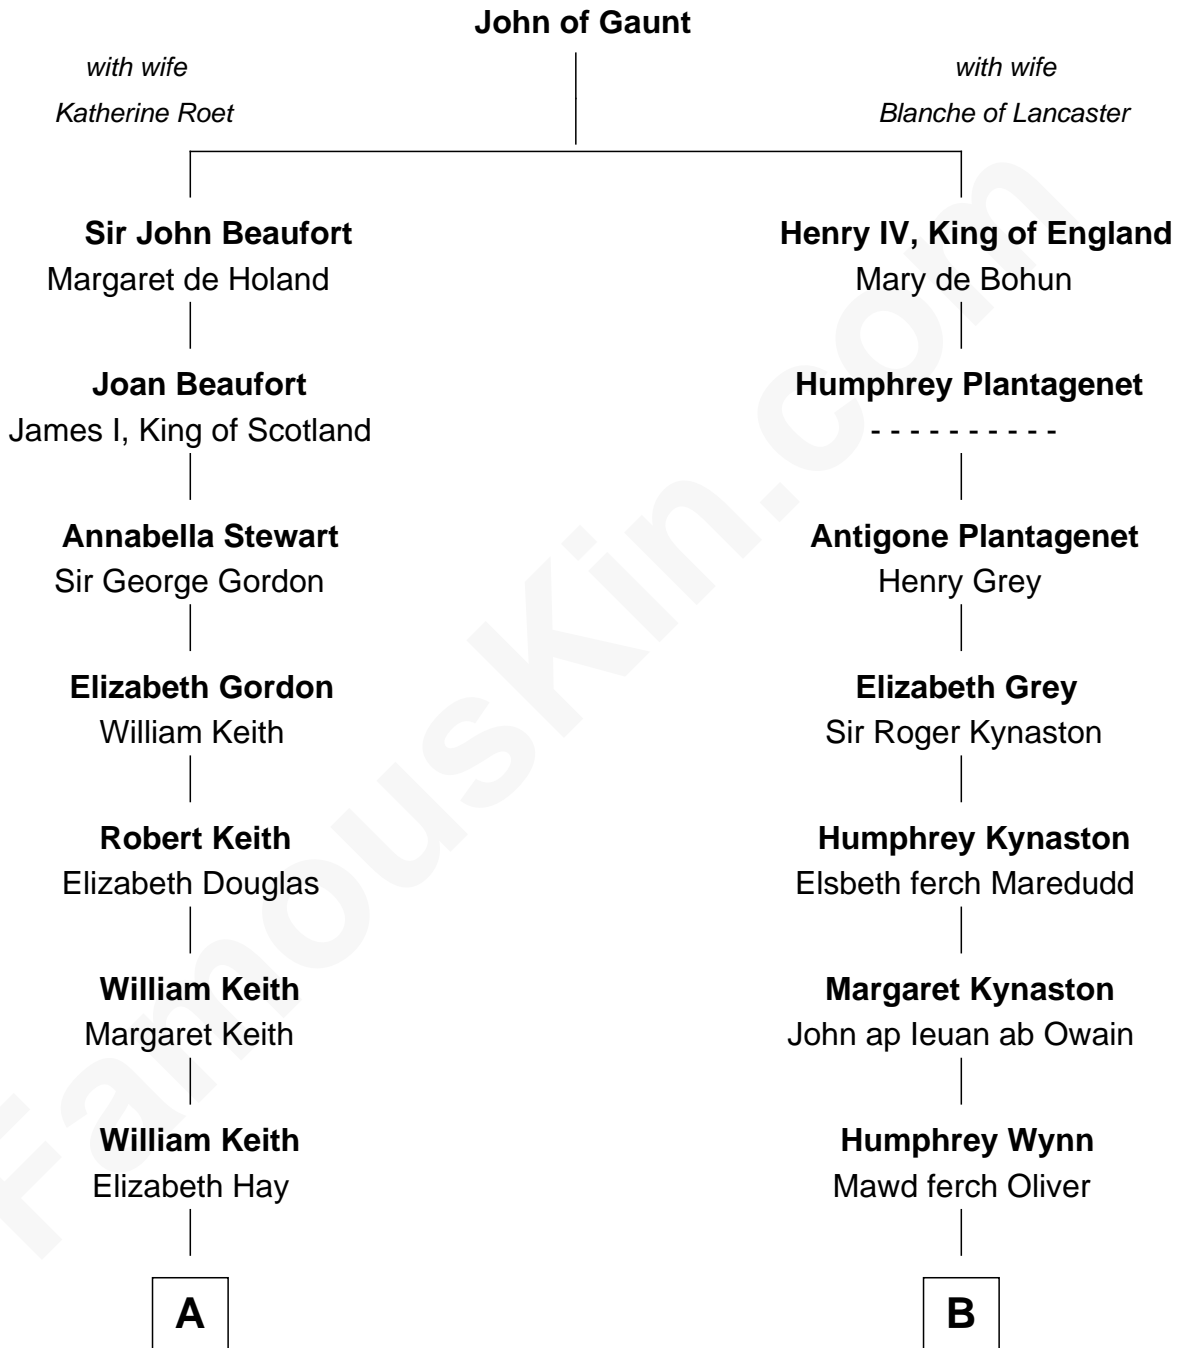 John of Gaunt
with wife
Katherine Roet
with wife
Blanche of Lancaster
Sir John Beaufort
Margaret de Holand
Henry IV, King of England
Mary de Bohun
Joan Beaufort
James I, King of Scotland
Humphrey Plantagenet
- - - - - - - - - -
Annabella Stewart
Sir George Gordon
Antigone Plantagenet
Henry Grey
Elizabeth Gordon
William Keith
Elizabeth Grey
Sir Roger Kynaston
Robert Keith
Elizabeth Douglas
Humphrey Kynaston
Elsbeth ferch Maredudd
William Keith
Margaret Keith
Margaret Kynaston
John ap Ieuan ab Owain
William Keith
Elizabeth Hay
Humphrey Wynn
Mawd ferch Oliver
A
B
FamousKin.com